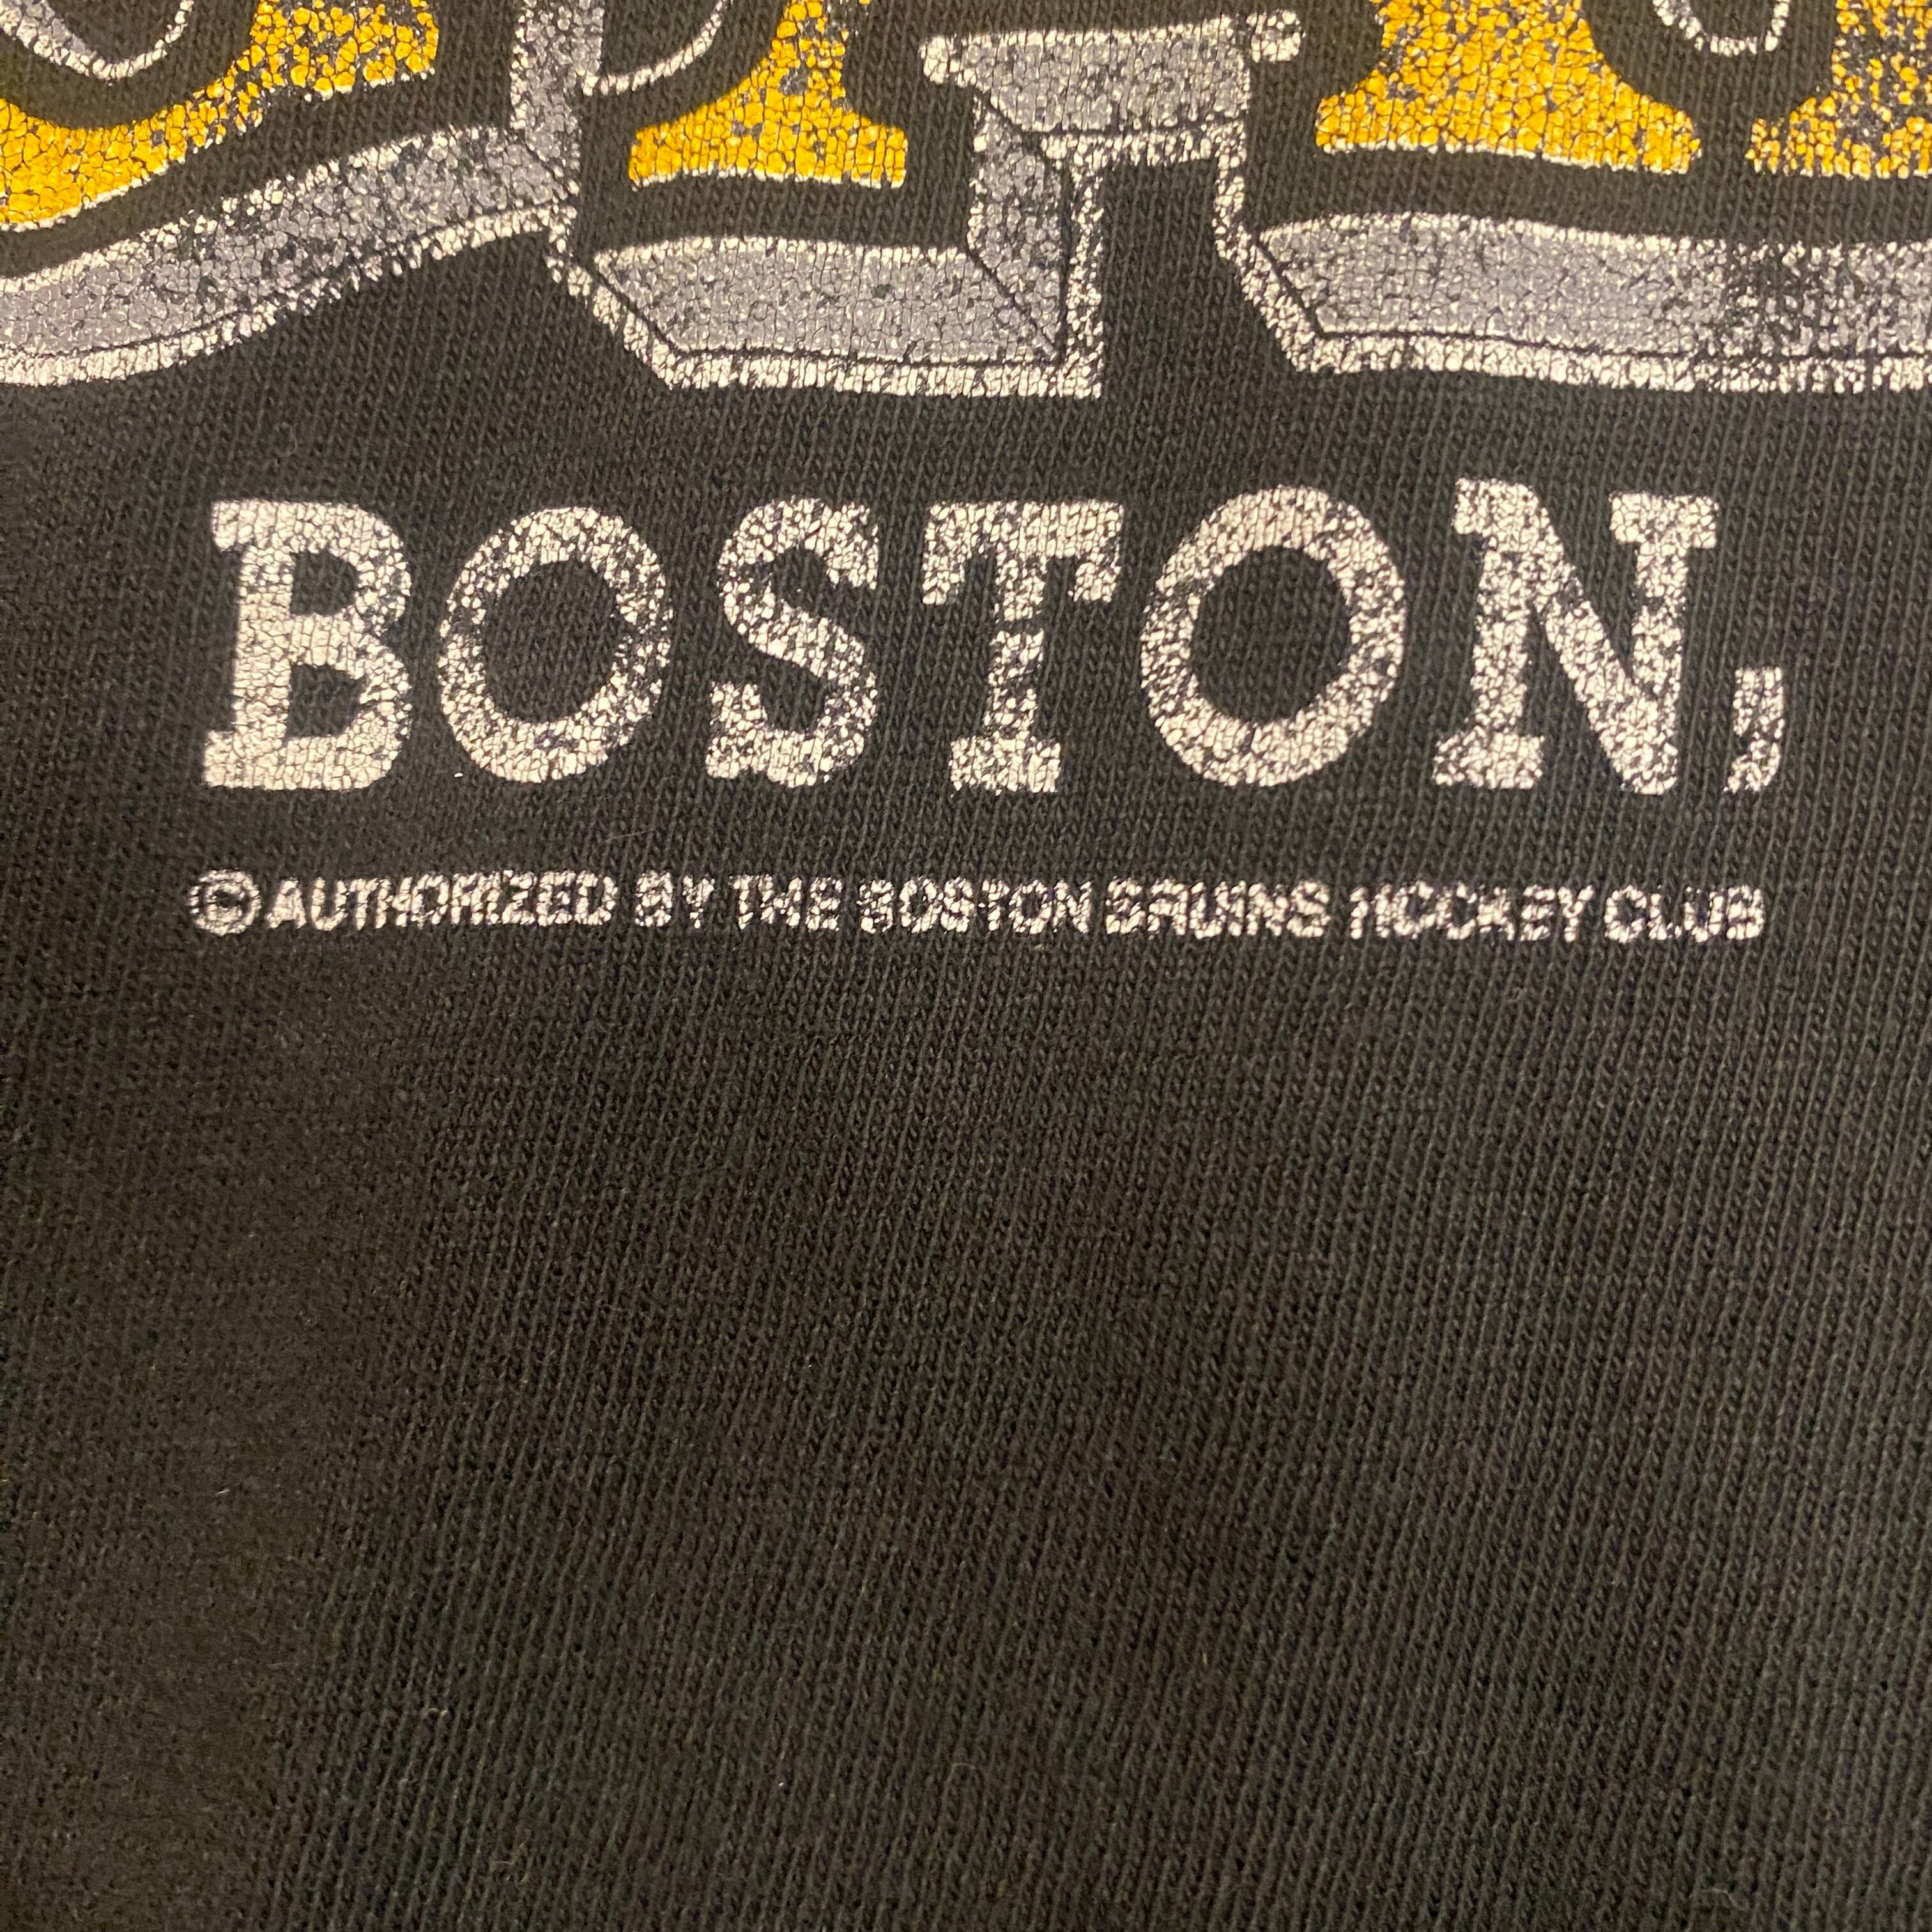 BOSTON,
©AUTHORIZED BY THE BOSTON BRUINS HOCKEY CLUB